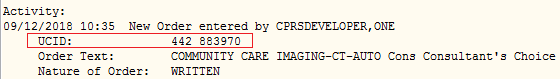 Activity:
09/12/2018 10:35 New Order entered by CPRSDEVELOPER,ONE
UCID: 442 883970
Order Text: COMMUNITY CARE IMAGING-CT-AUTO Cons Consultant's Choice
Nature of Order: WRITTEN